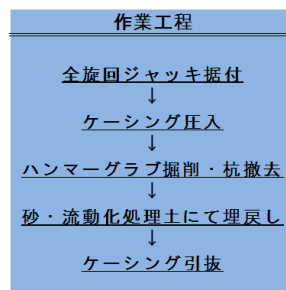 作業工程
全旋回ジャッキ据付
↓
ケーシング圧入
↓
ハンマーグラブ掘削・杭撤去
↓
砂・流動化処理土にて埋戻し
↓
ケーシング引抜